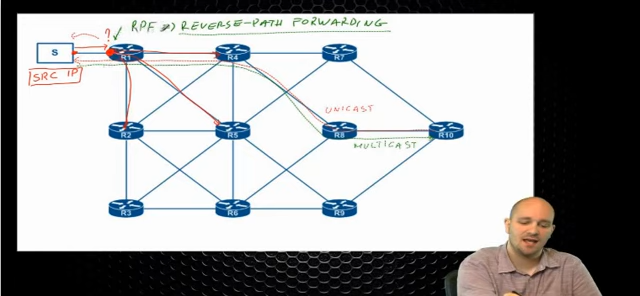 ? ✓ RPF => REVERSE-PATH FORWARDING
S
R1
R4
R7
SRC IP
UNICAST
R2
R5
R8
R10
MULTICAST
R3
R6
R9